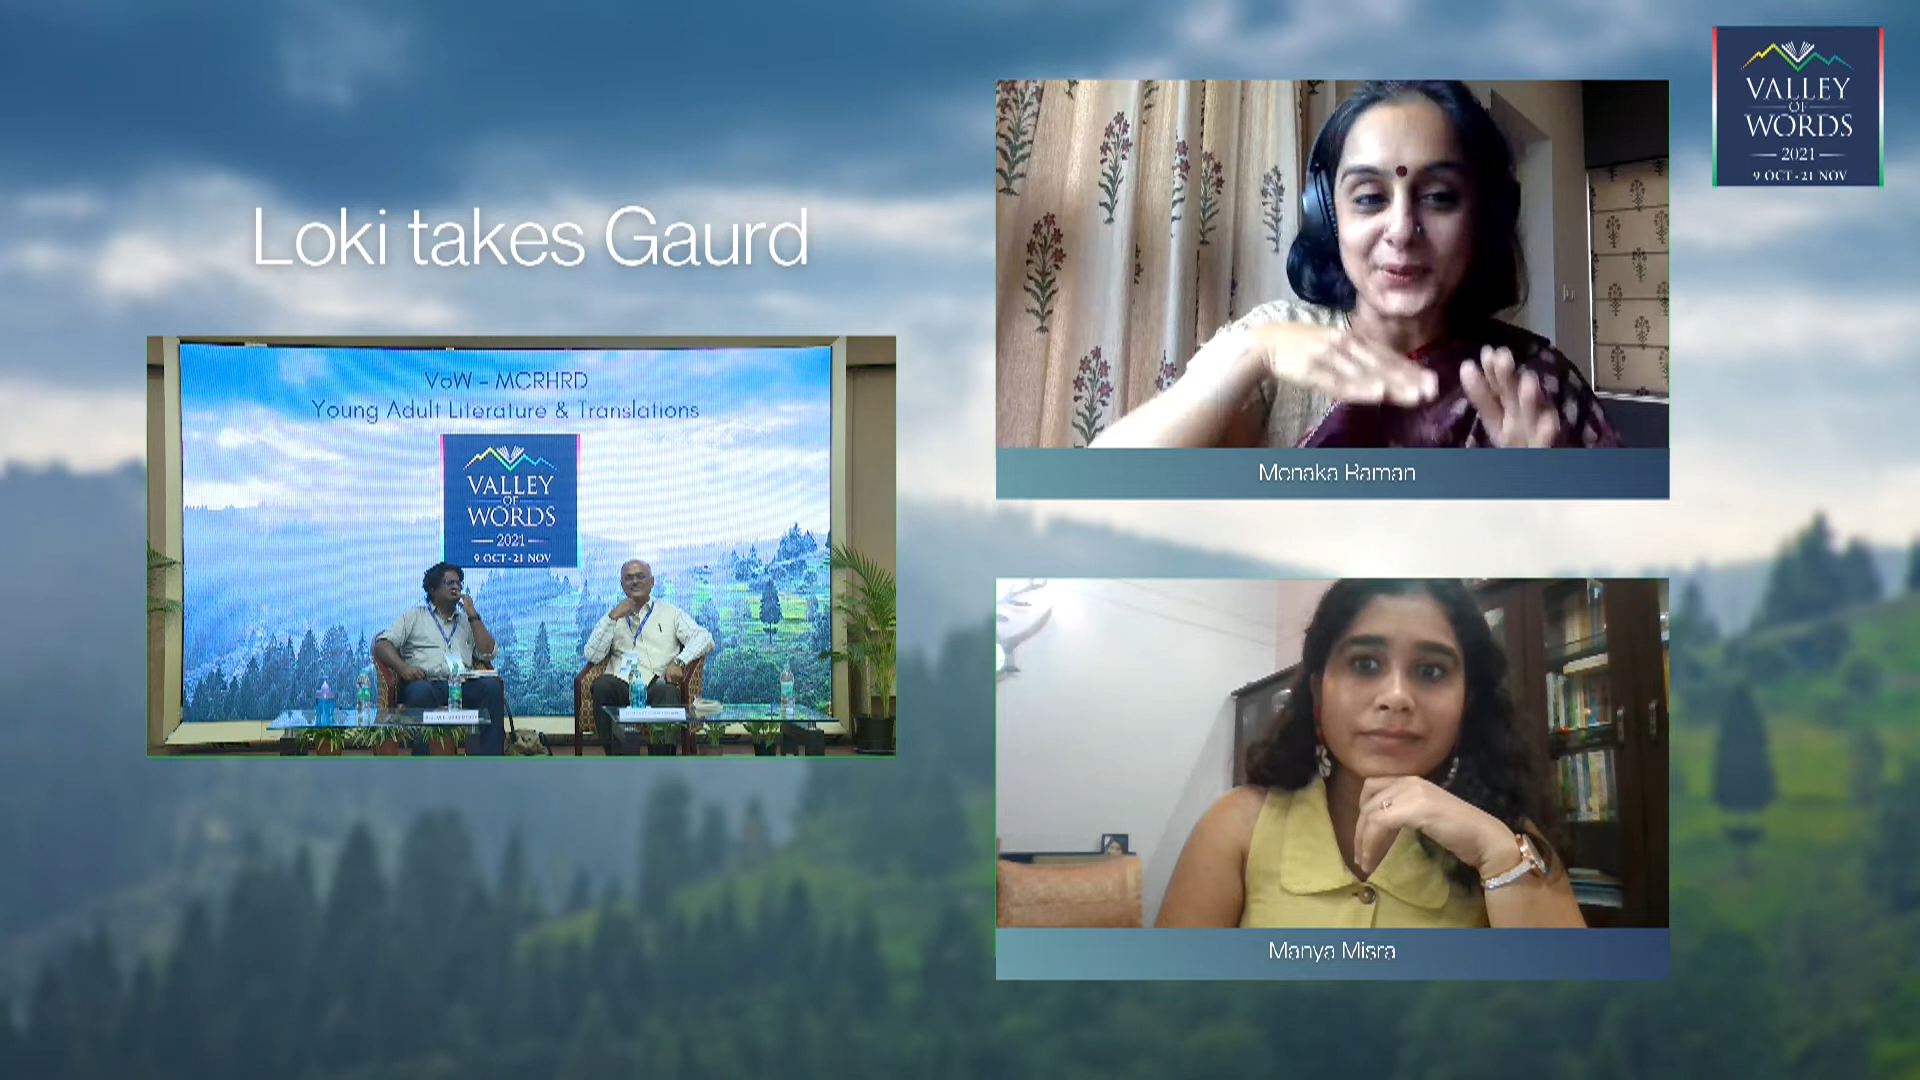 Loki takes Gaurd
VoW - MCRHRD
Young Adult Literature & Translations
VALLEY
OF
WORDS
2021
9 OCT - 21 NOV
VALLEY
OF
WORDS
2021
9 OCT - 21 NOV
Monaka Raman
Manya Misra